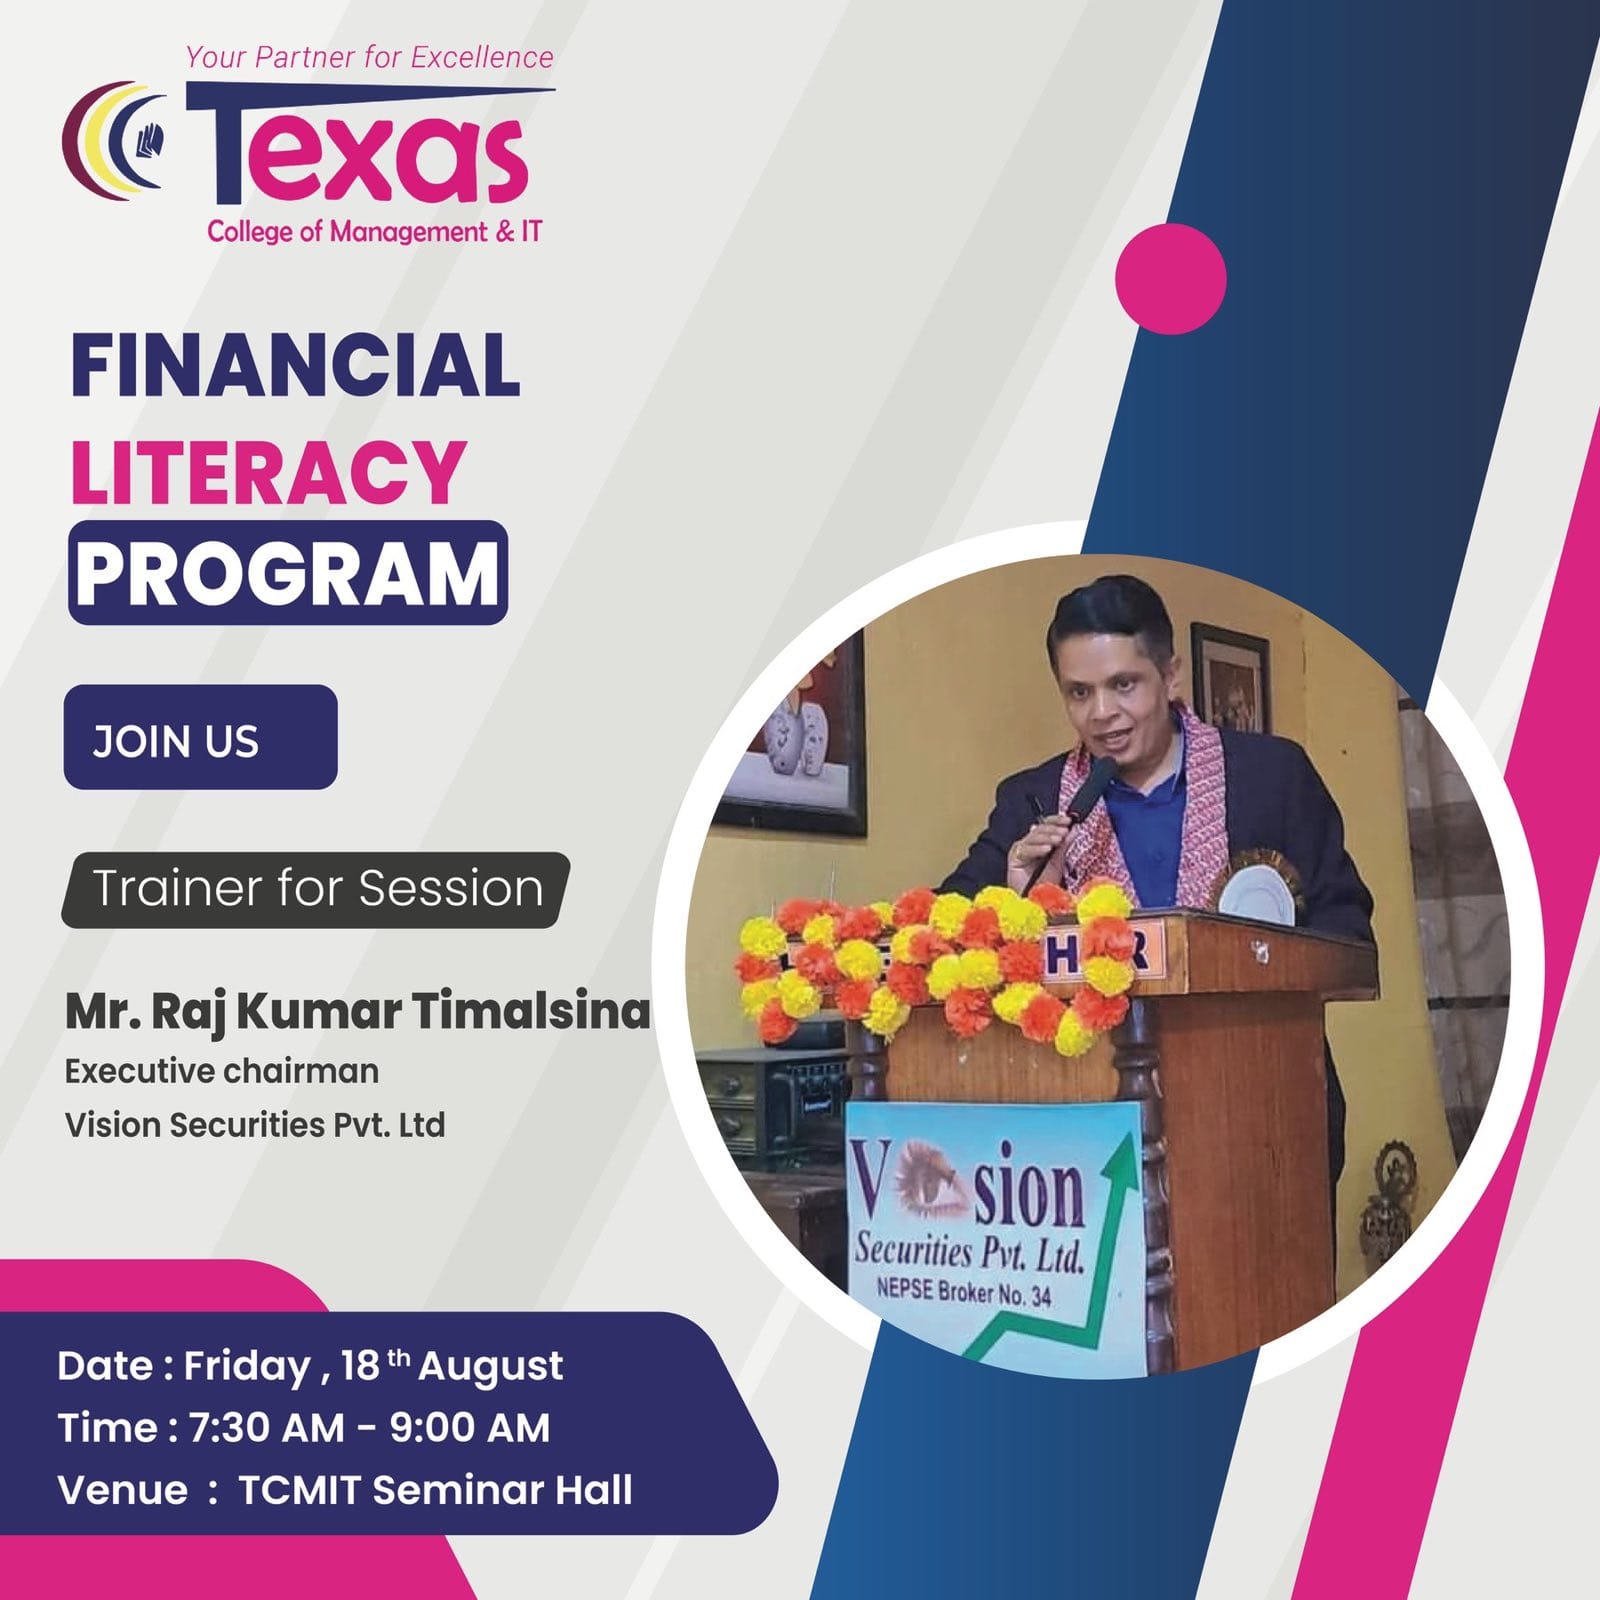 Your Partner for Excellence
Texas
College of Management & IT
FINANCIAL
LITERACY
PROGRAM
JOIN US
Trainer for Session
Mr. Raj Kumar Timalsina
Executive chairman
Vision Securities Pvt. Ltd
Vision
Securities Pvt. Ltd.
NEPSE Broker No. 34
Date : Friday , 18th August
Time : 7:30 AM - 9:00 AM
Venue : TCMIT Seminar Hall